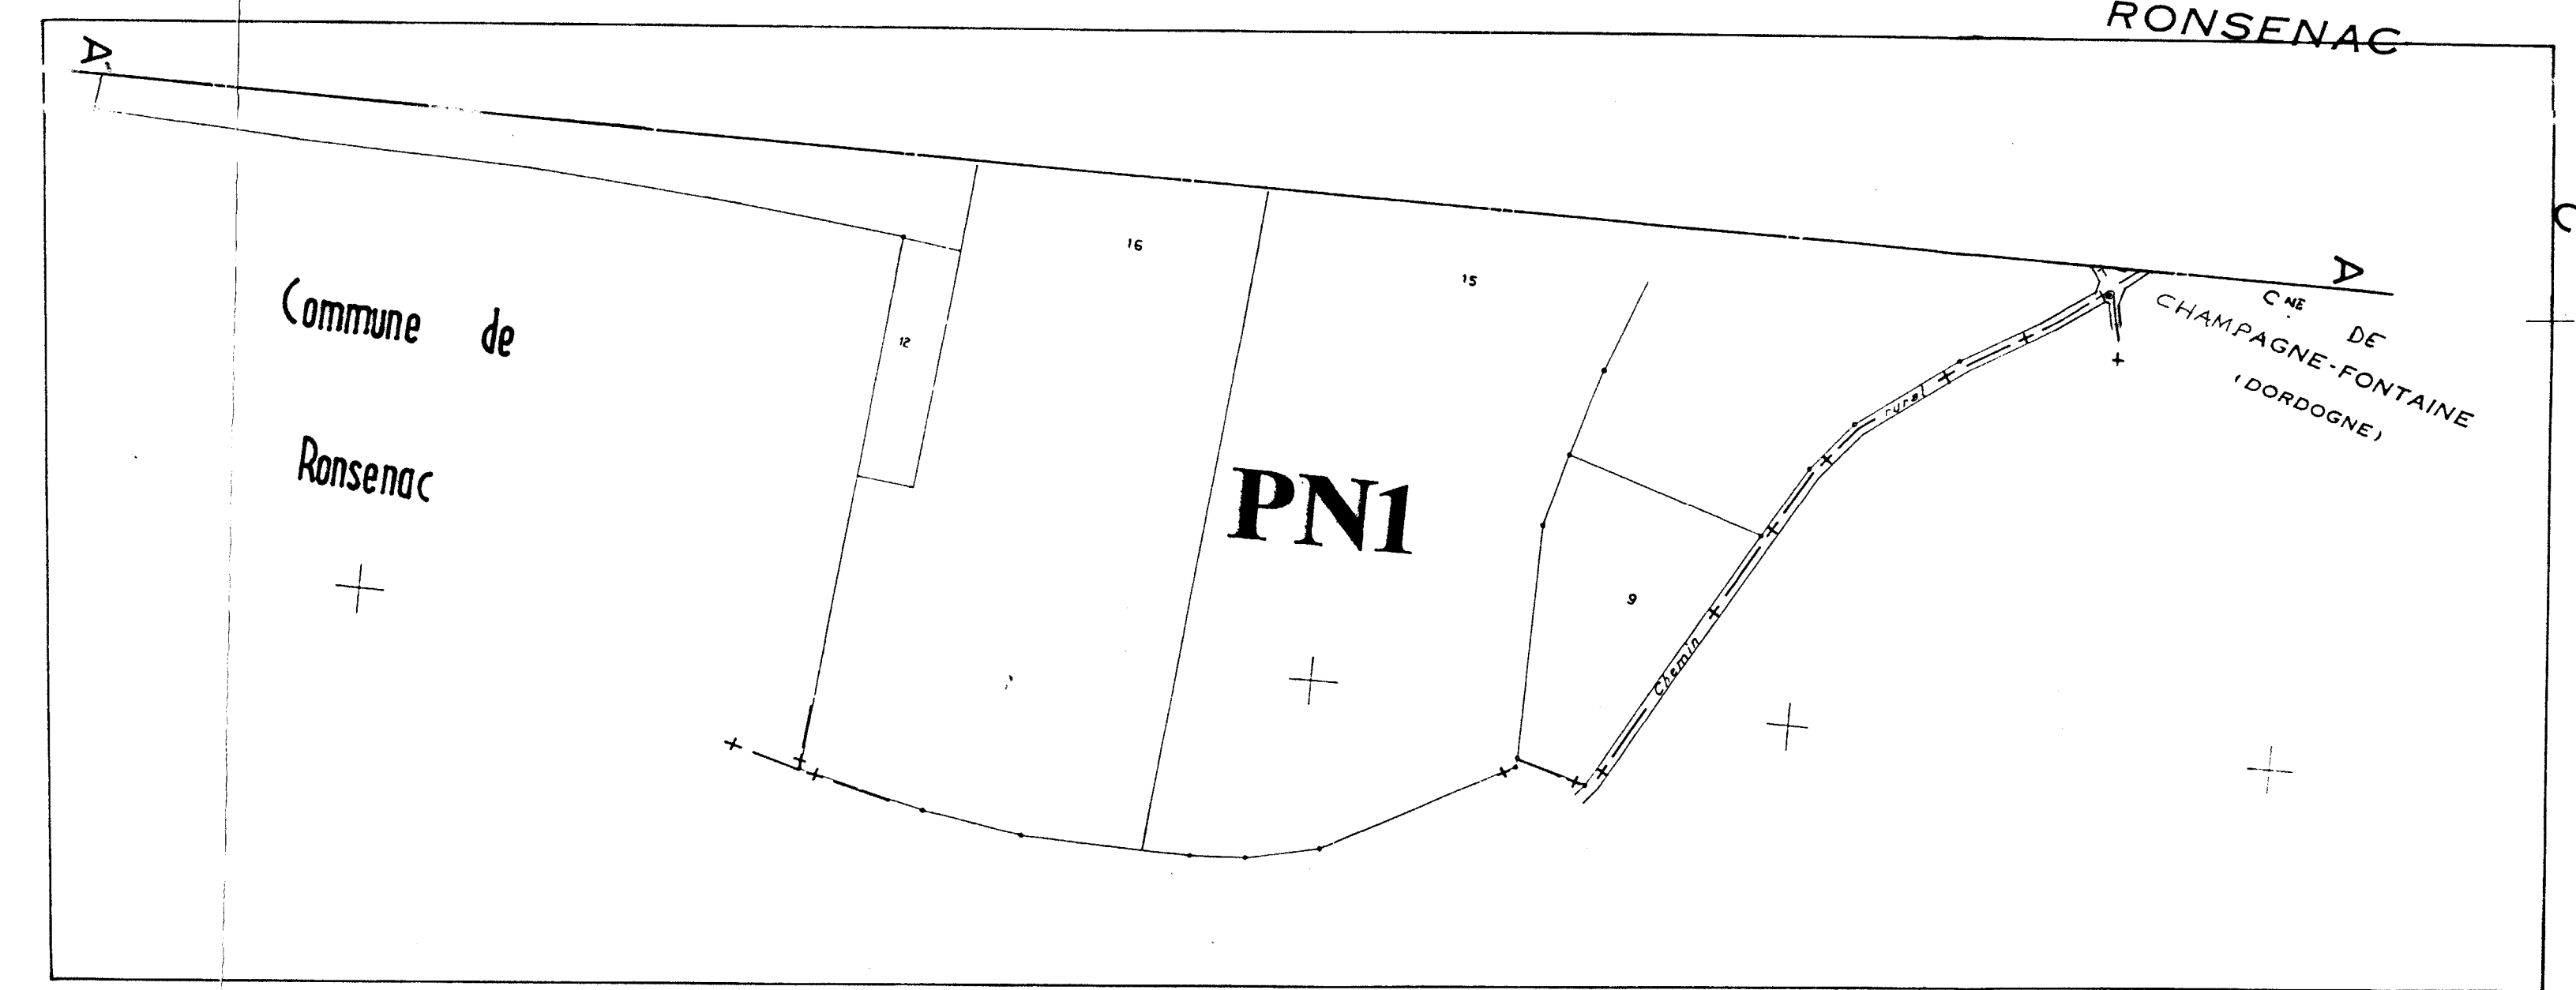 RONSENAC
A'
16
15
A
C
Commune de
Ronsenac
12
CNE DE
CHAMPAGNE-FONTAINE
(DORDOGNE)
rural
PN1
9
Chemin